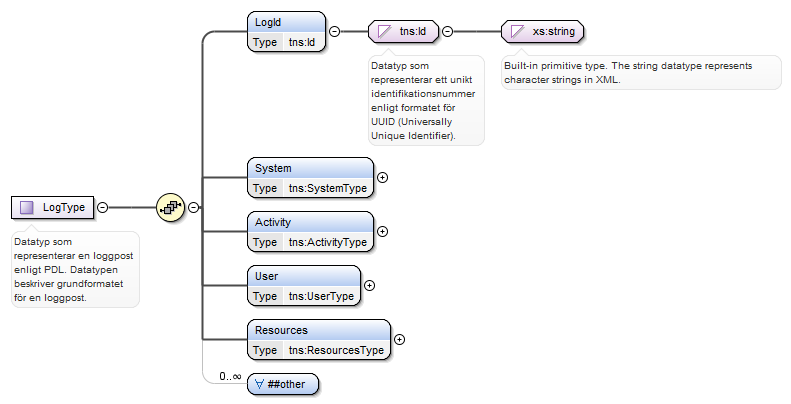 LogId
Type tns:Id
tns:Id
xs:string
Datatyp som
representerar ett unikt
identifikationsnummer
enligt formatet för
UUID (Universally
Unique Identifier).
Built-in primitive type. The string datatype represents
character strings in XML.
System
Type tns:SystemType
LogType
Datatyp som
representerar en loggpost
enligt PDL. Datatypen
beskriver grundformatet
för en loggpost.
Activity
Type tns:ActivityType
User
Type tns:UserType
Resources
Type tns:ResourcesType
0..∞
∀ ##other